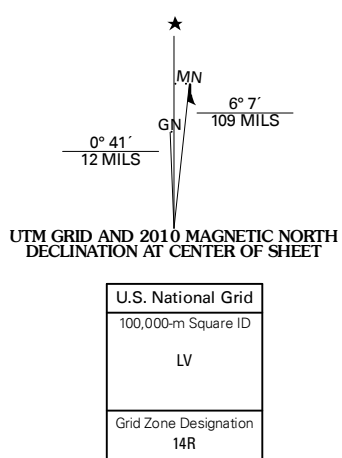 MN
6° 7´
109 MILS
GN
0° 41´
12 MILS
UTM GRID AND 2010 MAGNETIC NORTH
DECLINATION AT CENTER OF SHEET
U.S. National Grid
100,000-m Square ID
LV
Grid Zone Designation
14R